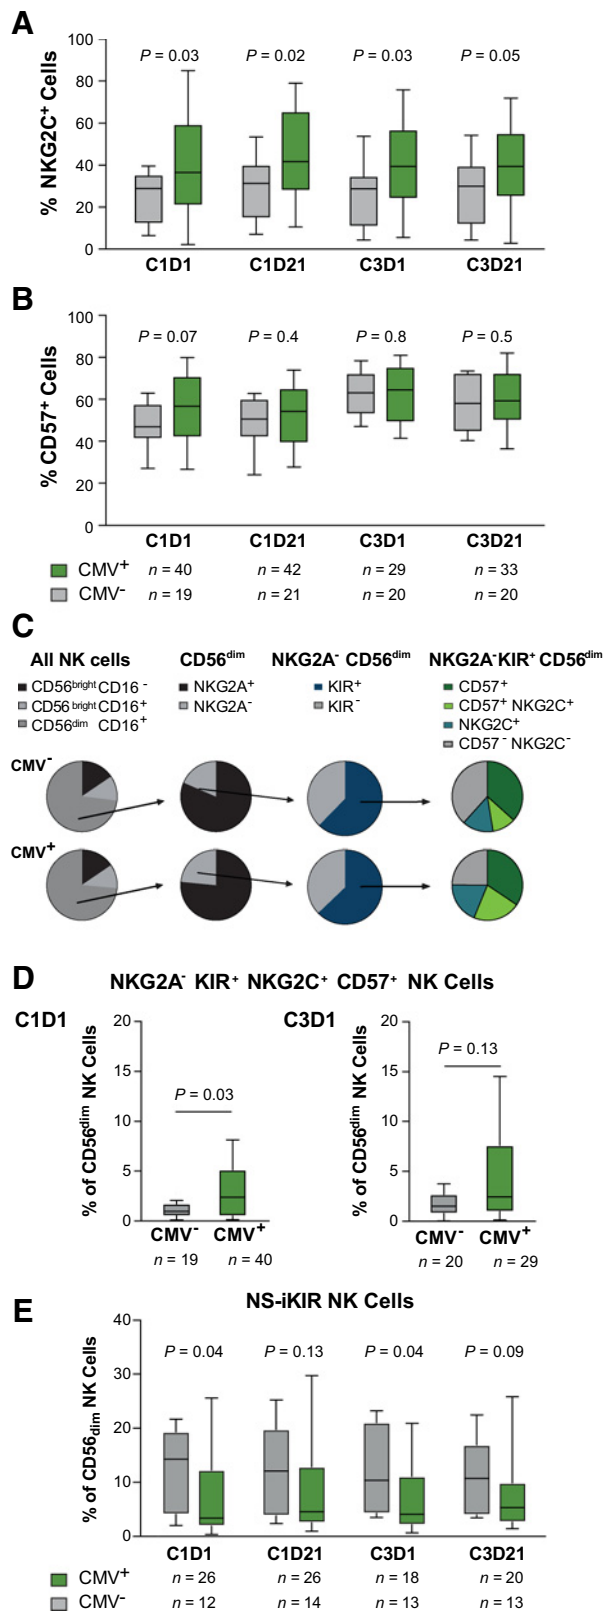 A
100
80
60
40
20
0
% NKG2C⁺ Cells
P = 0.03 P = 0.02 P = 0.03 P = 0.05
C1D1 C1D21 C3D1 C3D21
B
100
80
60
40
20
0
% CD57⁺ Cells
P = 0.07 P = 0.4 P = 0.8 P = 0.5
C1D1 C1D21 C3D1 C3D21
CMV⁺ n = 40 n = 42 n = 29 n = 33
CMV⁻ n = 19 n = 21 n = 20 n = 20
C
All NK cells
CD56ᵇʳⁱᵍʰᵗ CD16⁻
CD56ᵇʳⁱᵍʰᵗ CD16⁺
CD56ᵈⁱᵐ CD16⁺
CD56ᵈⁱᵐ
NKG2A⁺
NKG2A⁻
NKG2A⁻ CD56ᵈⁱᵐ
KIR⁺
KIR⁻
NKG2A⁻KIR⁺ CD56ᵈⁱᵐ
CD57⁺
CD57⁺ NKG2C⁺
NKG2C⁺
CD57⁻ NKG2C⁻
CMV⁻
CMV⁺
D
NKG2A⁻ KIR⁺ NKG2C⁺ CD57⁺ NK Cells
C1D1
% of CD56ᵈⁱᵐ NK Cells
20
15
10
5
0
P = 0.03
CMV⁻ CMV⁺
n = 19 n = 40
C3D1
% of CD56ᵈⁱᵐ NK Cells
20
15
10
5
0
P = 0.13
CMV⁻ CMV⁺
n = 20 n = 29
E
NS-iKIR NK Cells
% of CD56dim NK Cells
40
30
20
10
0
P = 0.04 P = 0.13 P = 0.04 P = 0.09
C1D1 C1D21 C3D1 C3D21
CMV⁺ n = 26 n = 26 n = 18 n = 20
CMV⁻ n = 12 n = 14 n = 13 n = 13